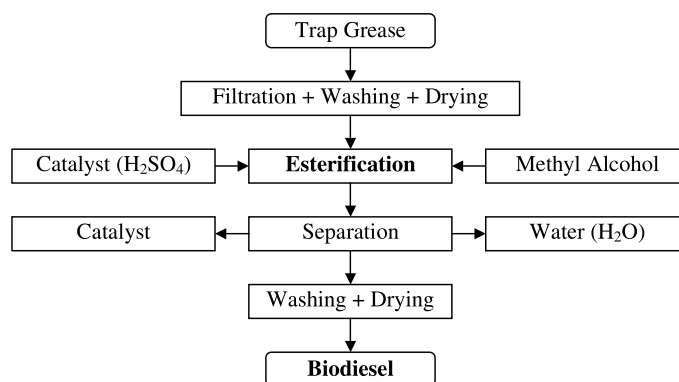 Trap Grease
Filtration + Washing + Drying
Catalyst (H₂SO₄)
Esterification
Methyl Alcohol
Catalyst
Separation
Water (H₂O)
Washing + Drying
Biodiesel